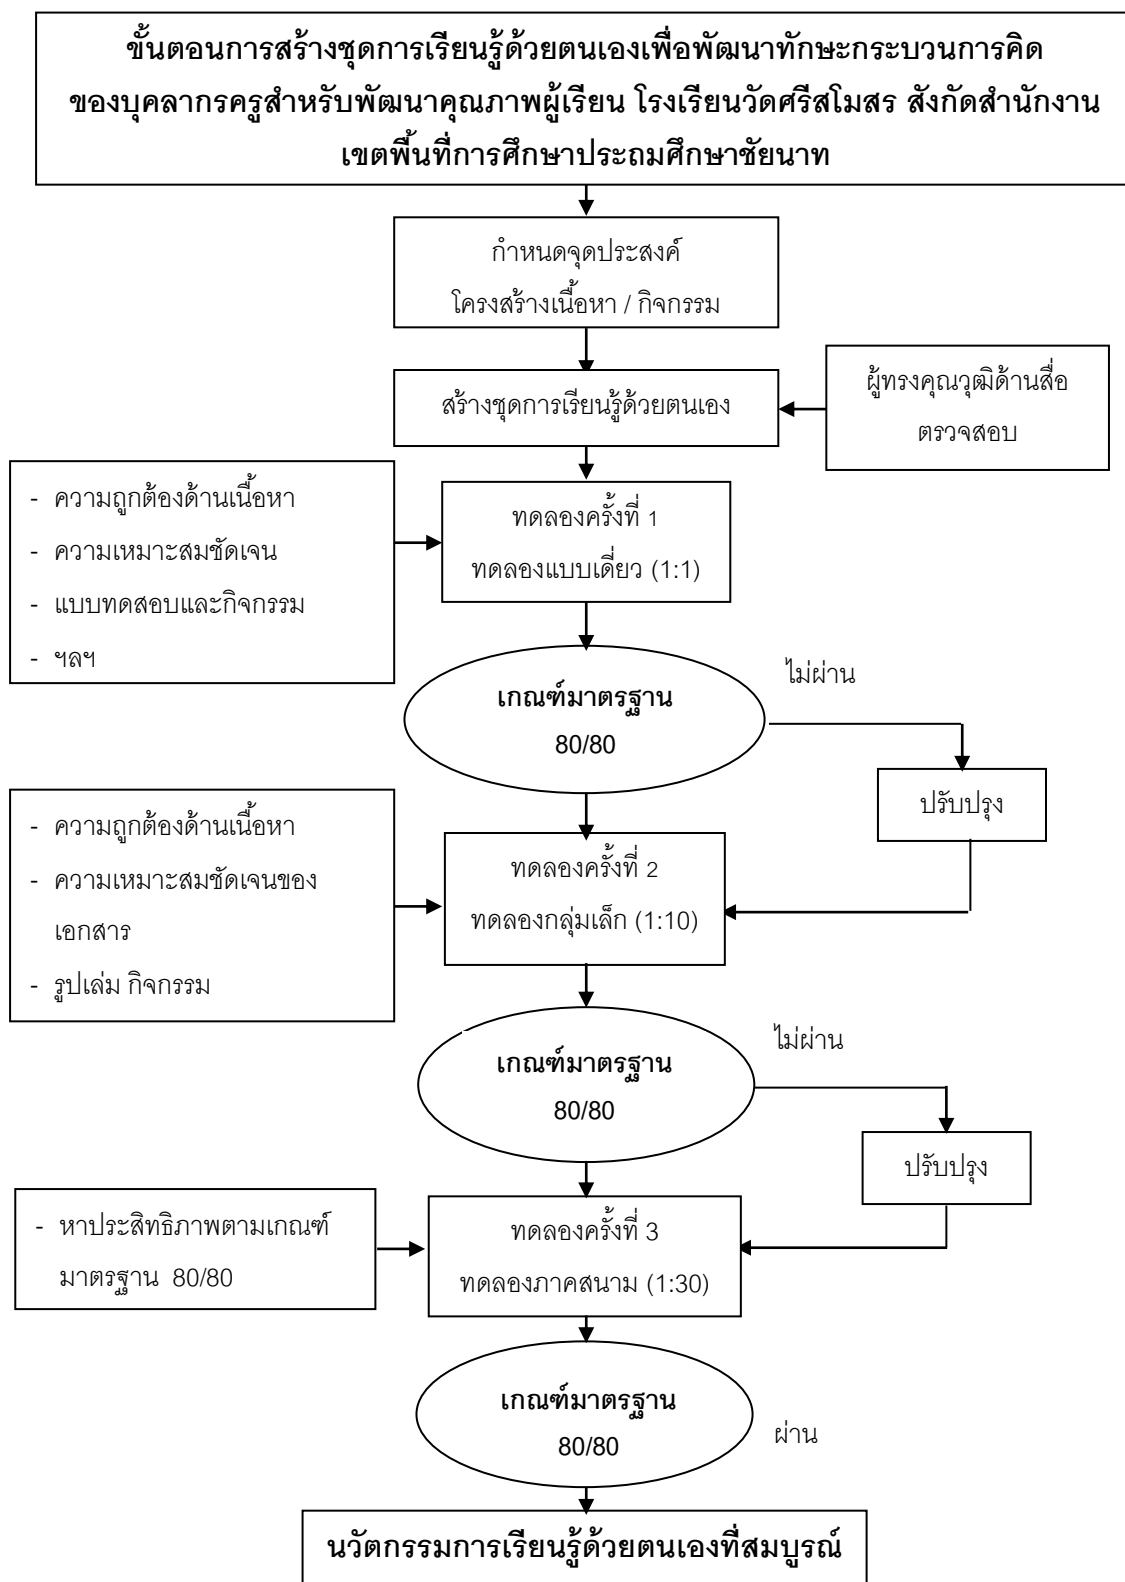 ขั้นตอนการสร้างชุดการเรียนรู้ด้วยตนเองเพื่อพัฒนาทักษะกระบวนการคิด
ของบุคลากรครูสำหรับพัฒนาคุณภาพผู้เรียน โรงเรียนวัดศรีสโมสร สังกัดสำนักงาน
เขตพื้นที่การศึกษาประถมศึกษาชัยนาท
กำหนดจุดประสงค์
โครงสร้างเนื้อหา / กิจกรรม
สร้างชุดการเรียนรู้ด้วยตนเอง
ผู้ทรงคุณวุฒิด้านสื่อ
ตรวจสอบ
- ความถูกต้องด้านเนื้อหา
- ความเหมาะสมชัดเจน
- แบบทดสอบและกิจกรรม
- ฯลฯ
ทดลองครั้งที่ 1
ทดลองแบบเดี่ยว (1:1)
เกณฑ์มาตรฐาน
80/80
ไม่ผ่าน
ปรับปรุง
- ความถูกต้องด้านเนื้อหา
- ความเหมาะสมชัดเจนของ
เอกสาร
- รูปเล่ม กิจกรรม
ทดลองครั้งที่ 2
ทดลองกลุ่มเล็ก (1:10)
เกณฑ์มาตรฐาน
80/80
ไม่ผ่าน
ปรับปรุง
- หาประสิทธิภาพตามเกณฑ์
มาตรฐาน 80/80
ทดลองครั้งที่ 3
ทดลองภาคสนาม (1:30)
เกณฑ์มาตรฐาน
80/80
ผ่าน
นวัตกรรมการเรียนรู้ด้วยตนเองที่สมบูรณ์